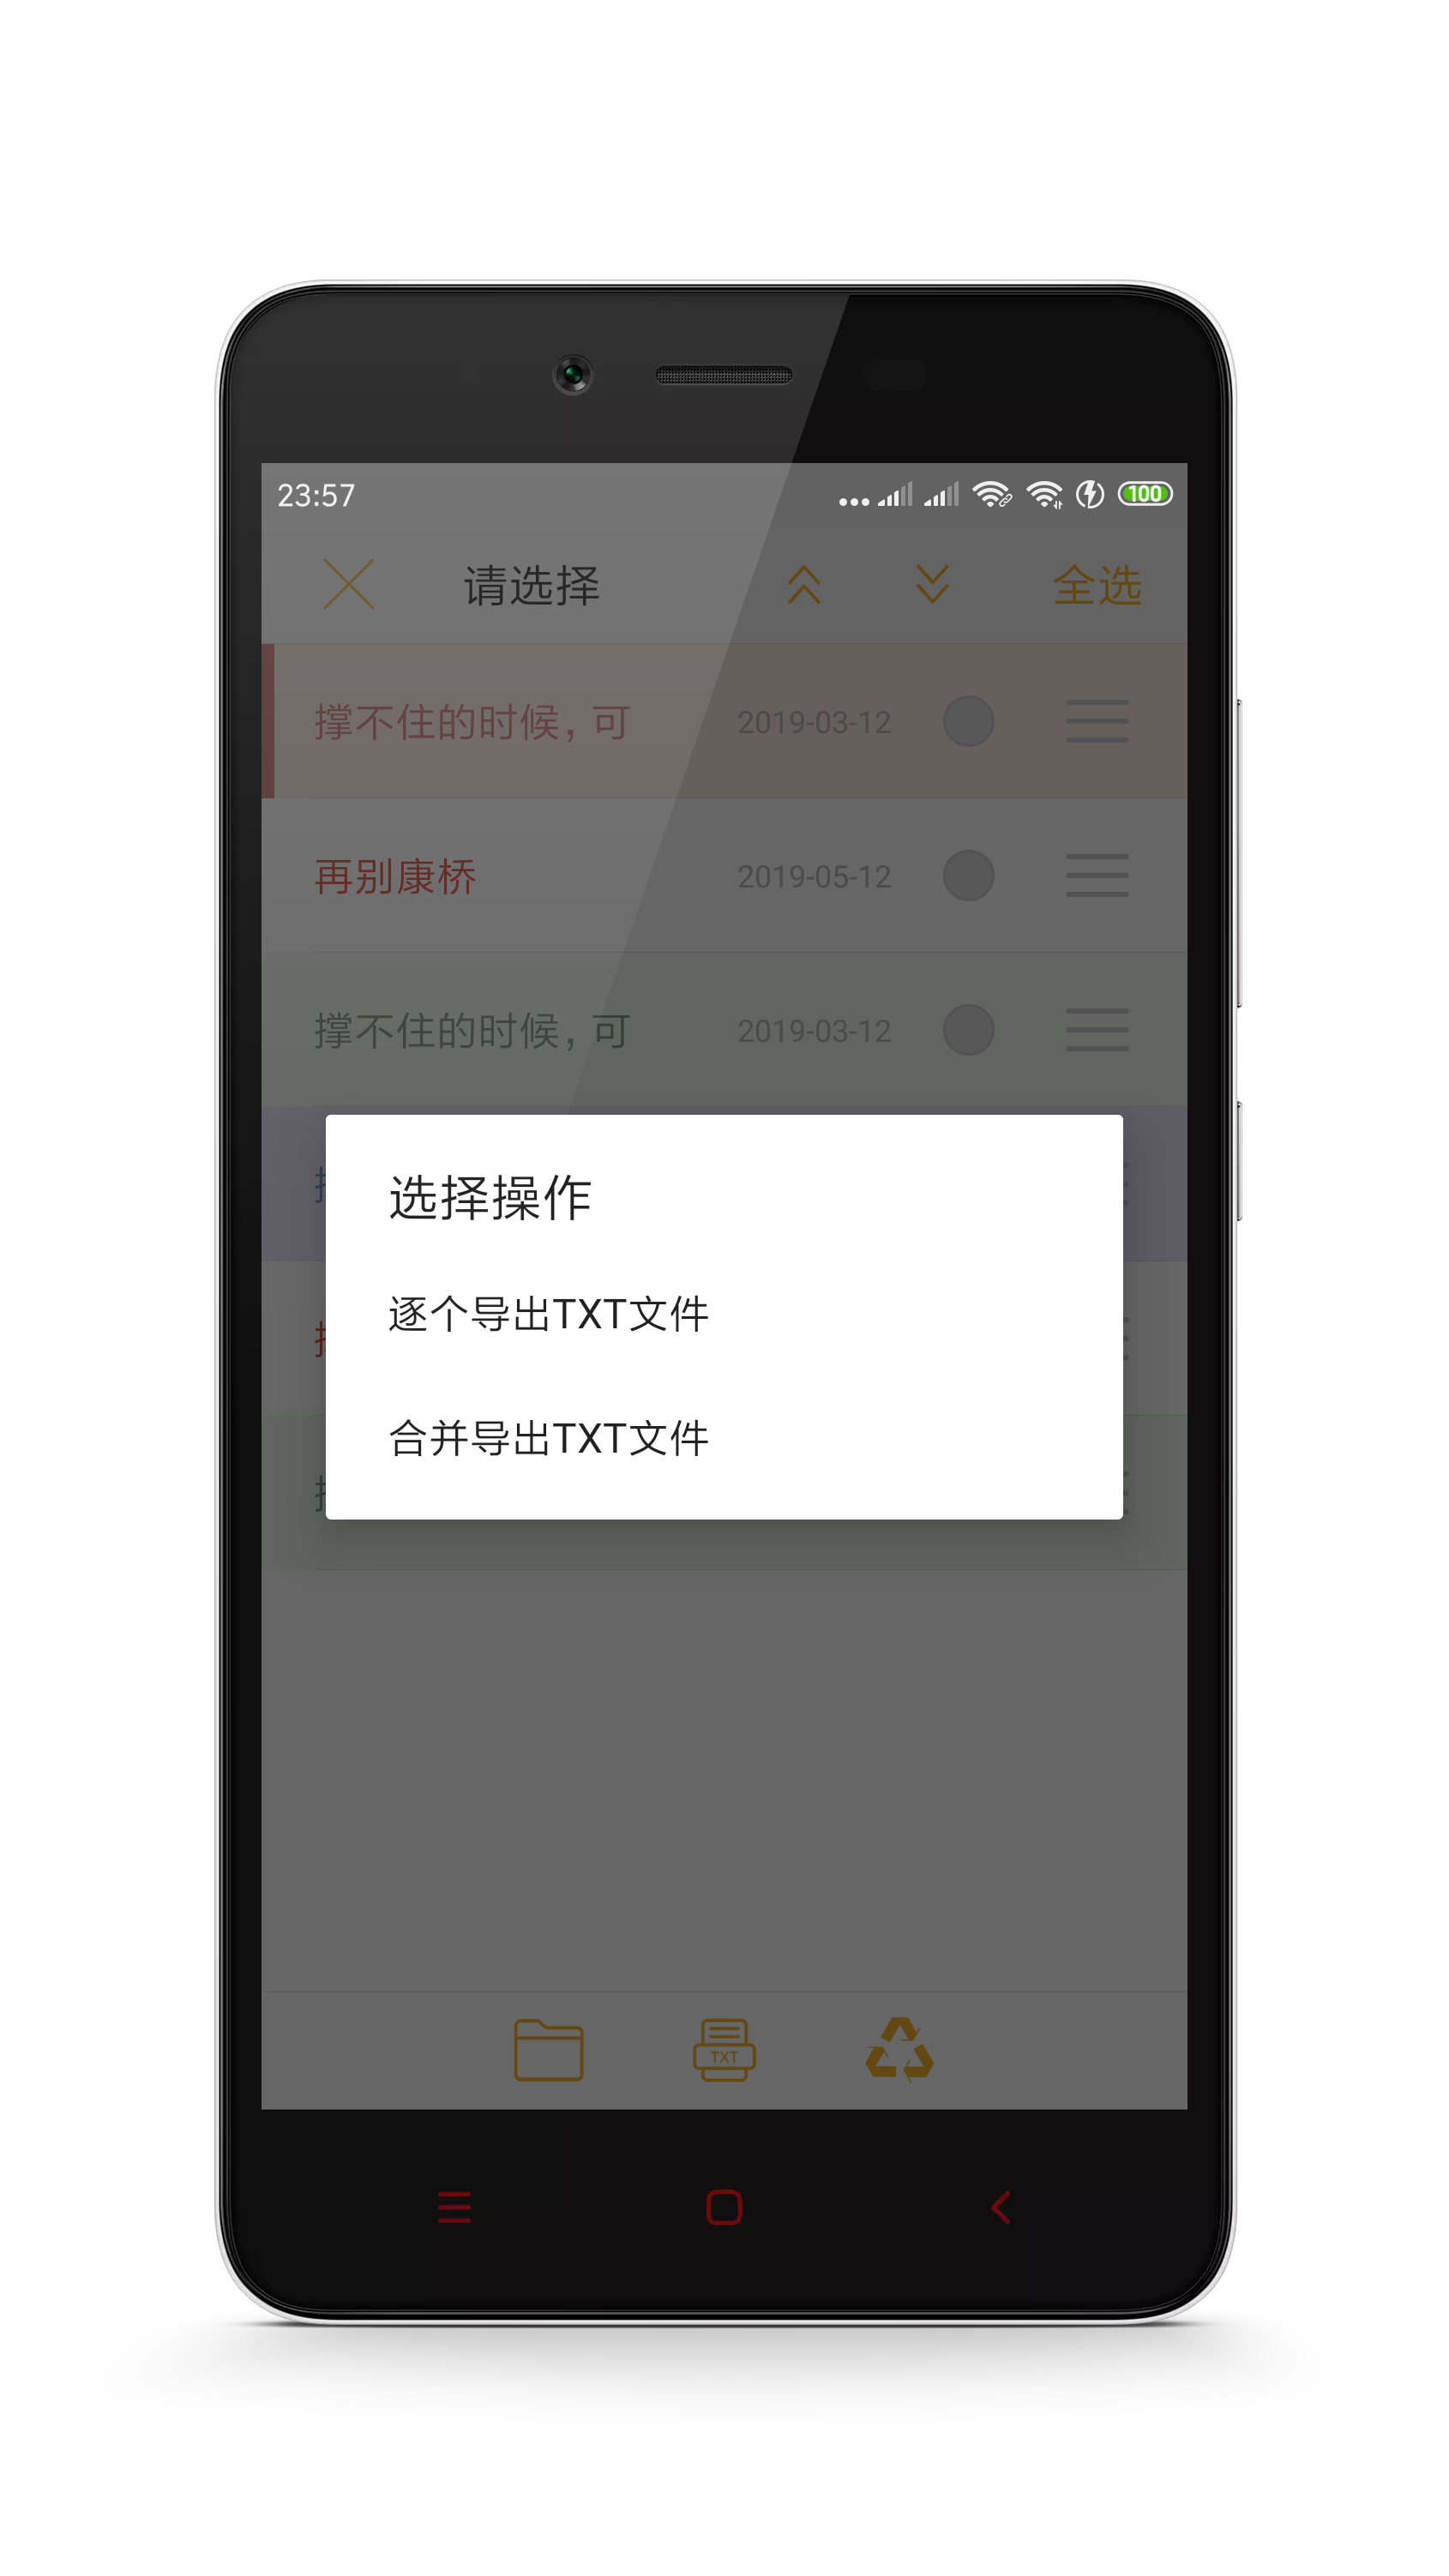 23:57
100
请选择
全选
撑不住的时候，可
2019-03-12
再别康桥
2019-05-12
撑不住的时候，可
2019-03-12
选择操作
逐个导出TXT文件
合并导出TXT文件
TXT